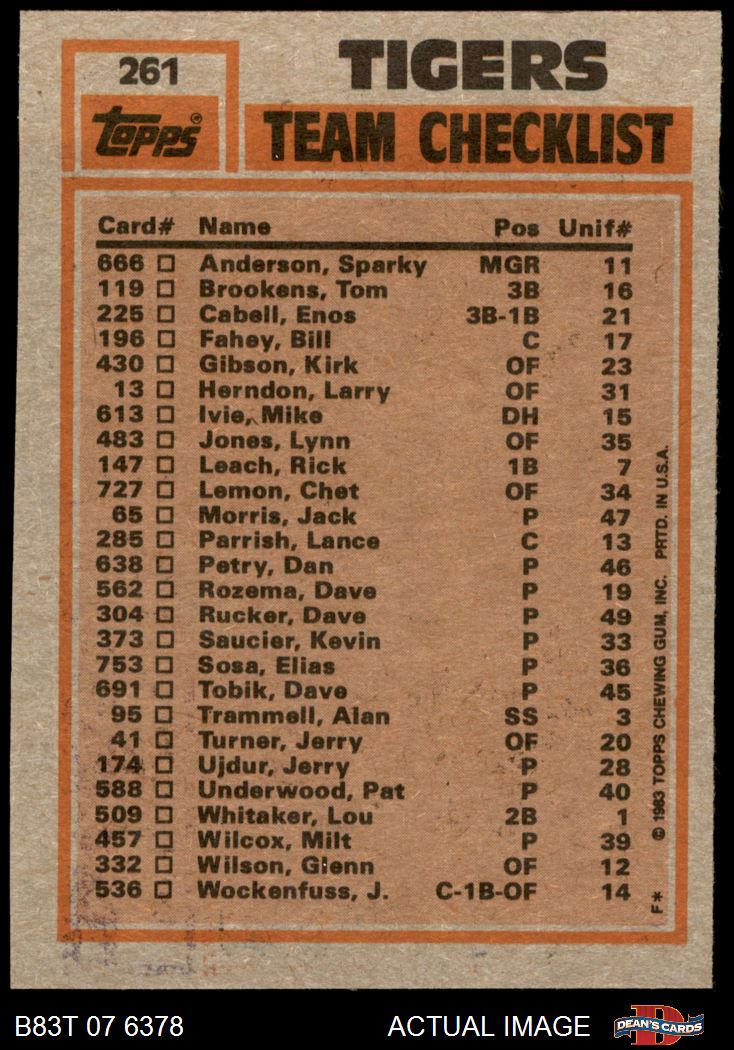 261
TIGERS
Topps®
TEAM CHECKLIST
Card# Name Pos Unif#
666 Anderson, Sparky MGR 11
119 Brookens, Tom 3B 16
225 Cabell, Enos 3B-1B 21
196 Fahey, Bill C 17
430 Gibson, Kirk OF 23
13 Herndon, Larry OF 31
613 Ivie, Mike DH 15
483 Jones, Lynn OF 35
147 Leach, Rick 1B 7
727 Lemon, Chet OF 34
65 Morris, Jack P 47
285 Parrish, Lance C 13
638 Petry, Dan P 46
562 Rozema, Dave P 19
304 Rucker, Dave P 49
373 Saucier, Kevin P 33
753 Sosa, Elias P 36
691 Tobik, Dave P 45
95 Trammell, Alan SS 3
41 Turner, Jerry OF 20
174 Ujdur, Jerry P 28
588 Underwood, Pat P 40
509 Whitaker, Lou 2B 1
457 Wilcox, Milt P 39
332 Wilson, Glenn OF 12
536 Wockenfuss, J. C-1B-OF 14
F* © 1983 TOPPS CHEWING GUM, INC. PRTD. IN U.S.A.
B83T 07 6378 ACTUAL IMAGE
DEAN'S CARDS